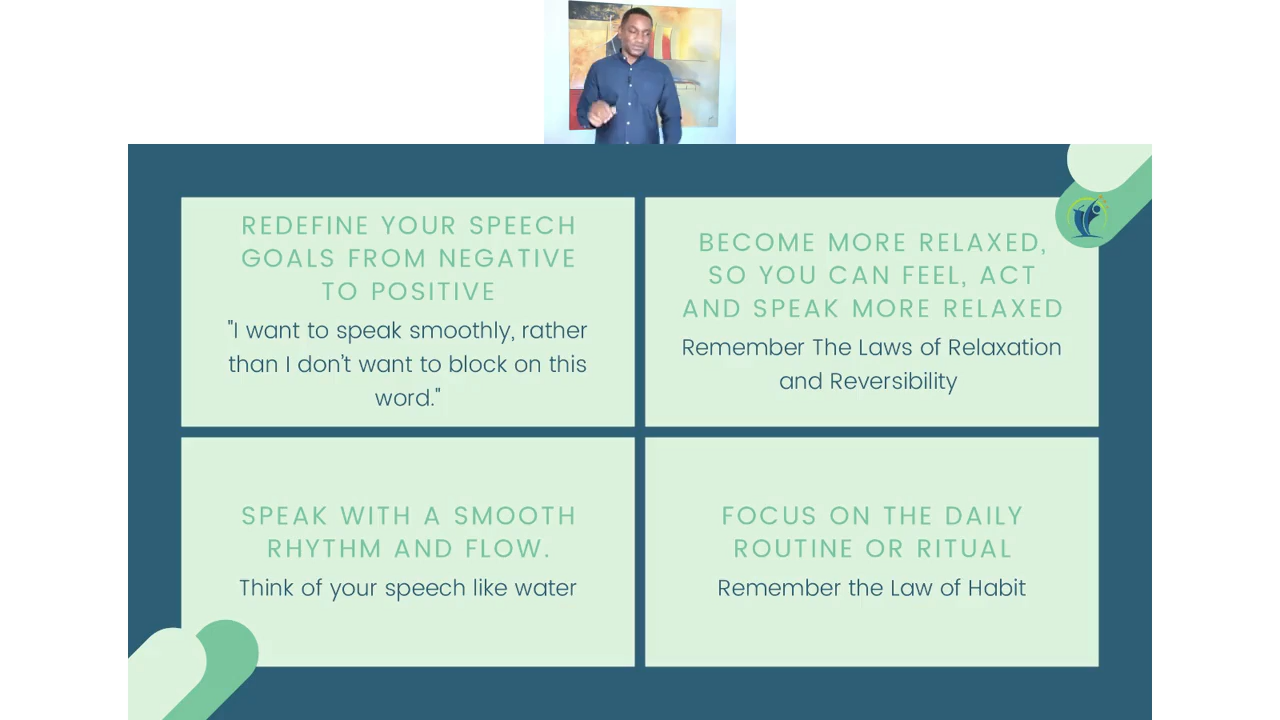 REDEFINE YOUR SPEECH
GOALS FROM NEGATIVE
TO POSITIVE
"I want to speak smoothly, rather
than I don't want to block on this
word."
BECOME MORE RELAXED,
SO YOU CAN FEEL, ACT
AND SPEAK MORE RELAXED
Remember The Laws of Relaxation
and Reversibility
SPEAK WITH A SMOOTH
RHYTHM AND FLOW.
Think of your speech like water
FOCUS ON THE DAILY
ROUTINE OR RITUAL
Remember the Law of Habit